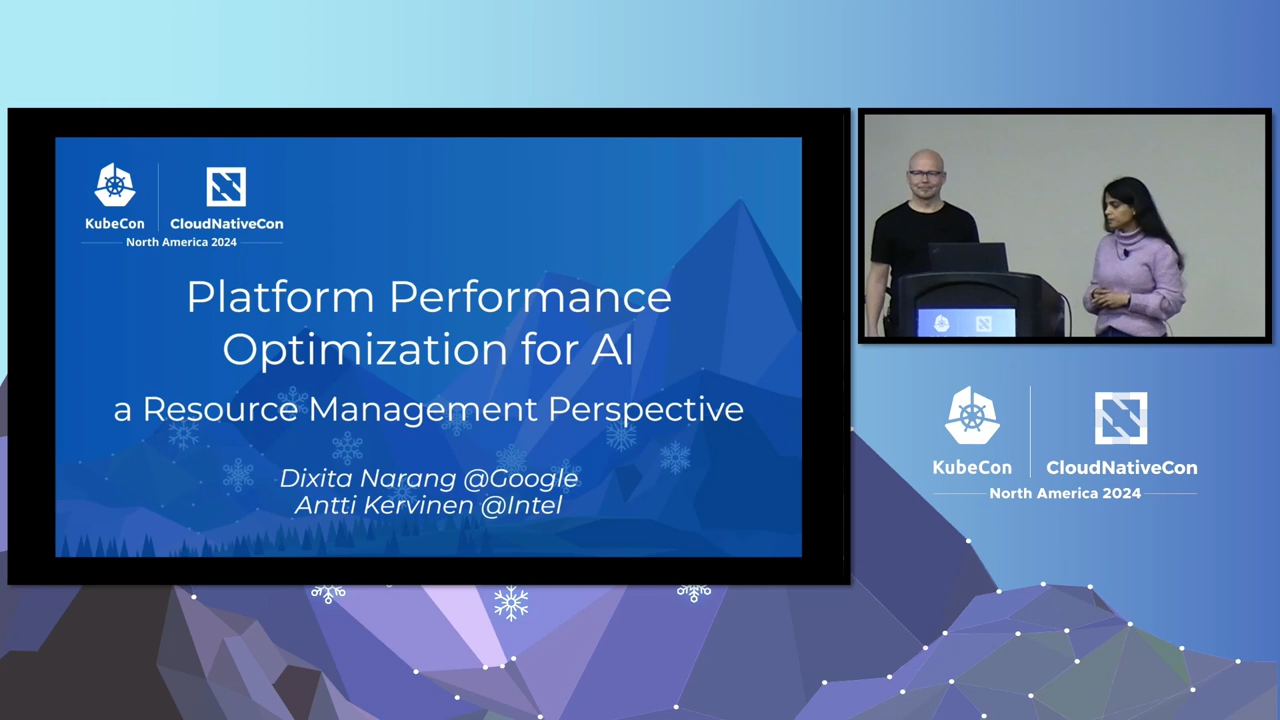 KubeCon
CloudNativeCon
North America 2024
Platform Performance
Optimization for AI
a Resource Management Perspective
Dixita Narang @Google
Antti Kervinen @Intel
KubeCon
CloudNativeCon
North America 2024